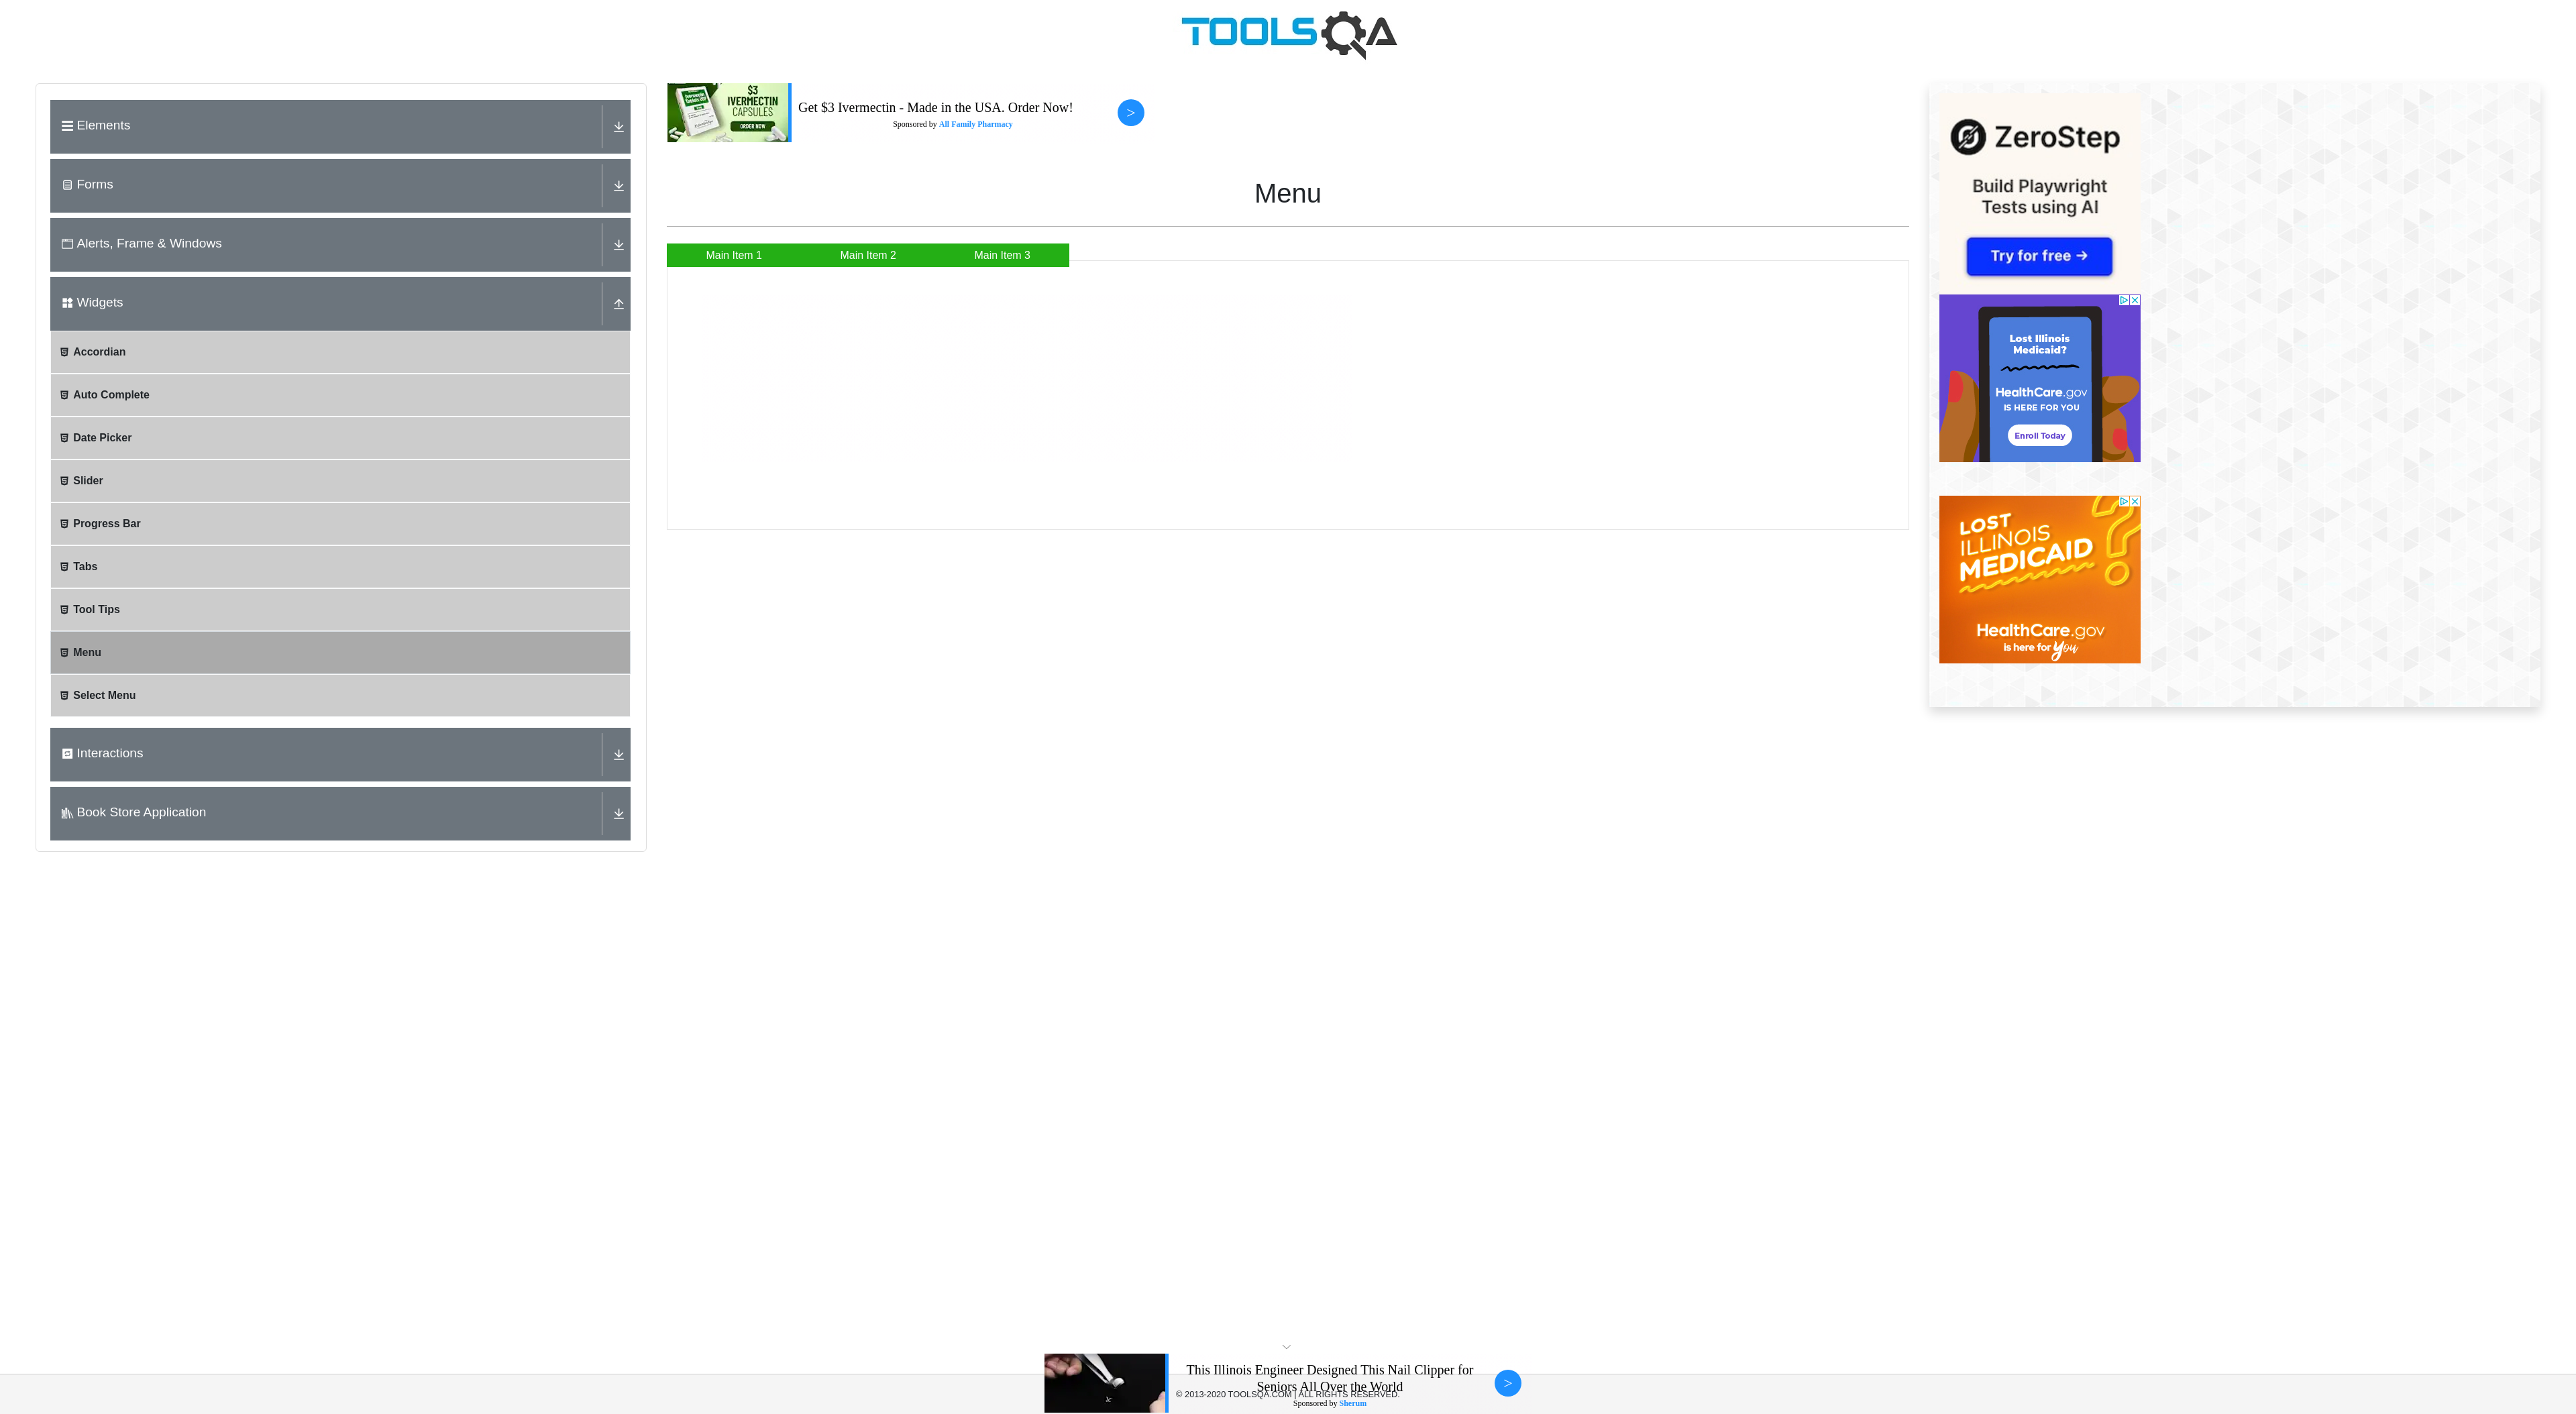 TOOLSQA
Elements
Forms
Alerts, Frame & Windows
Widgets
Accordian
Auto Complete
Date Picker
Slider
Progress Bar
Tabs
Tool Tips
Menu
Select Menu
Interactions
Book Store Application
$3
IVERMECTIN
CAPSULES
ORDER NOW
Get $3 Ivermectin - Made in the USA. Order Now!
Sponsored by All Family Pharmacy
>
Menu
Main Item 1
Main Item 2
Main Item 3
ZeroStep
Build Playwright
Tests using AI
Try for free →
Lost Illinois
Medicaid?
HealthCare.gov
IS HERE FOR YOU
Enroll Today
LOST
ILLINOIS
MEDICAID
?
HealthCare.gov
is here for you
This Illinois Engineer Designed This Nail Clipper for
Seniors All Over the World
Sponsored by Sherum
>
© 2013-2020 TOOLSQA.COM | ALL RIGHTS RESERVED.